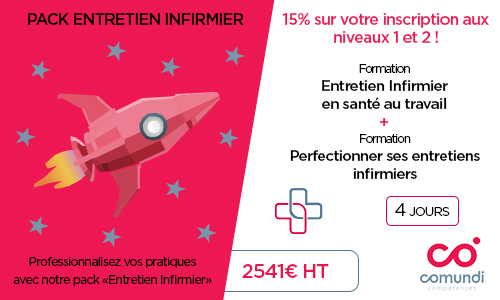 PACK ENTRETIEN INFIRMIER
Professionnalisez vos pratiques
avec notre pack «Entretien Infirmier»
15% sur votre inscription aux
niveaux 1 et 2 !
Formation
Entretien Infirmier
en santé au travail
+
Formation
Perfectionner ses entretiens
infirmiers
4 JOURS
2541€ HT
comundi
compétences